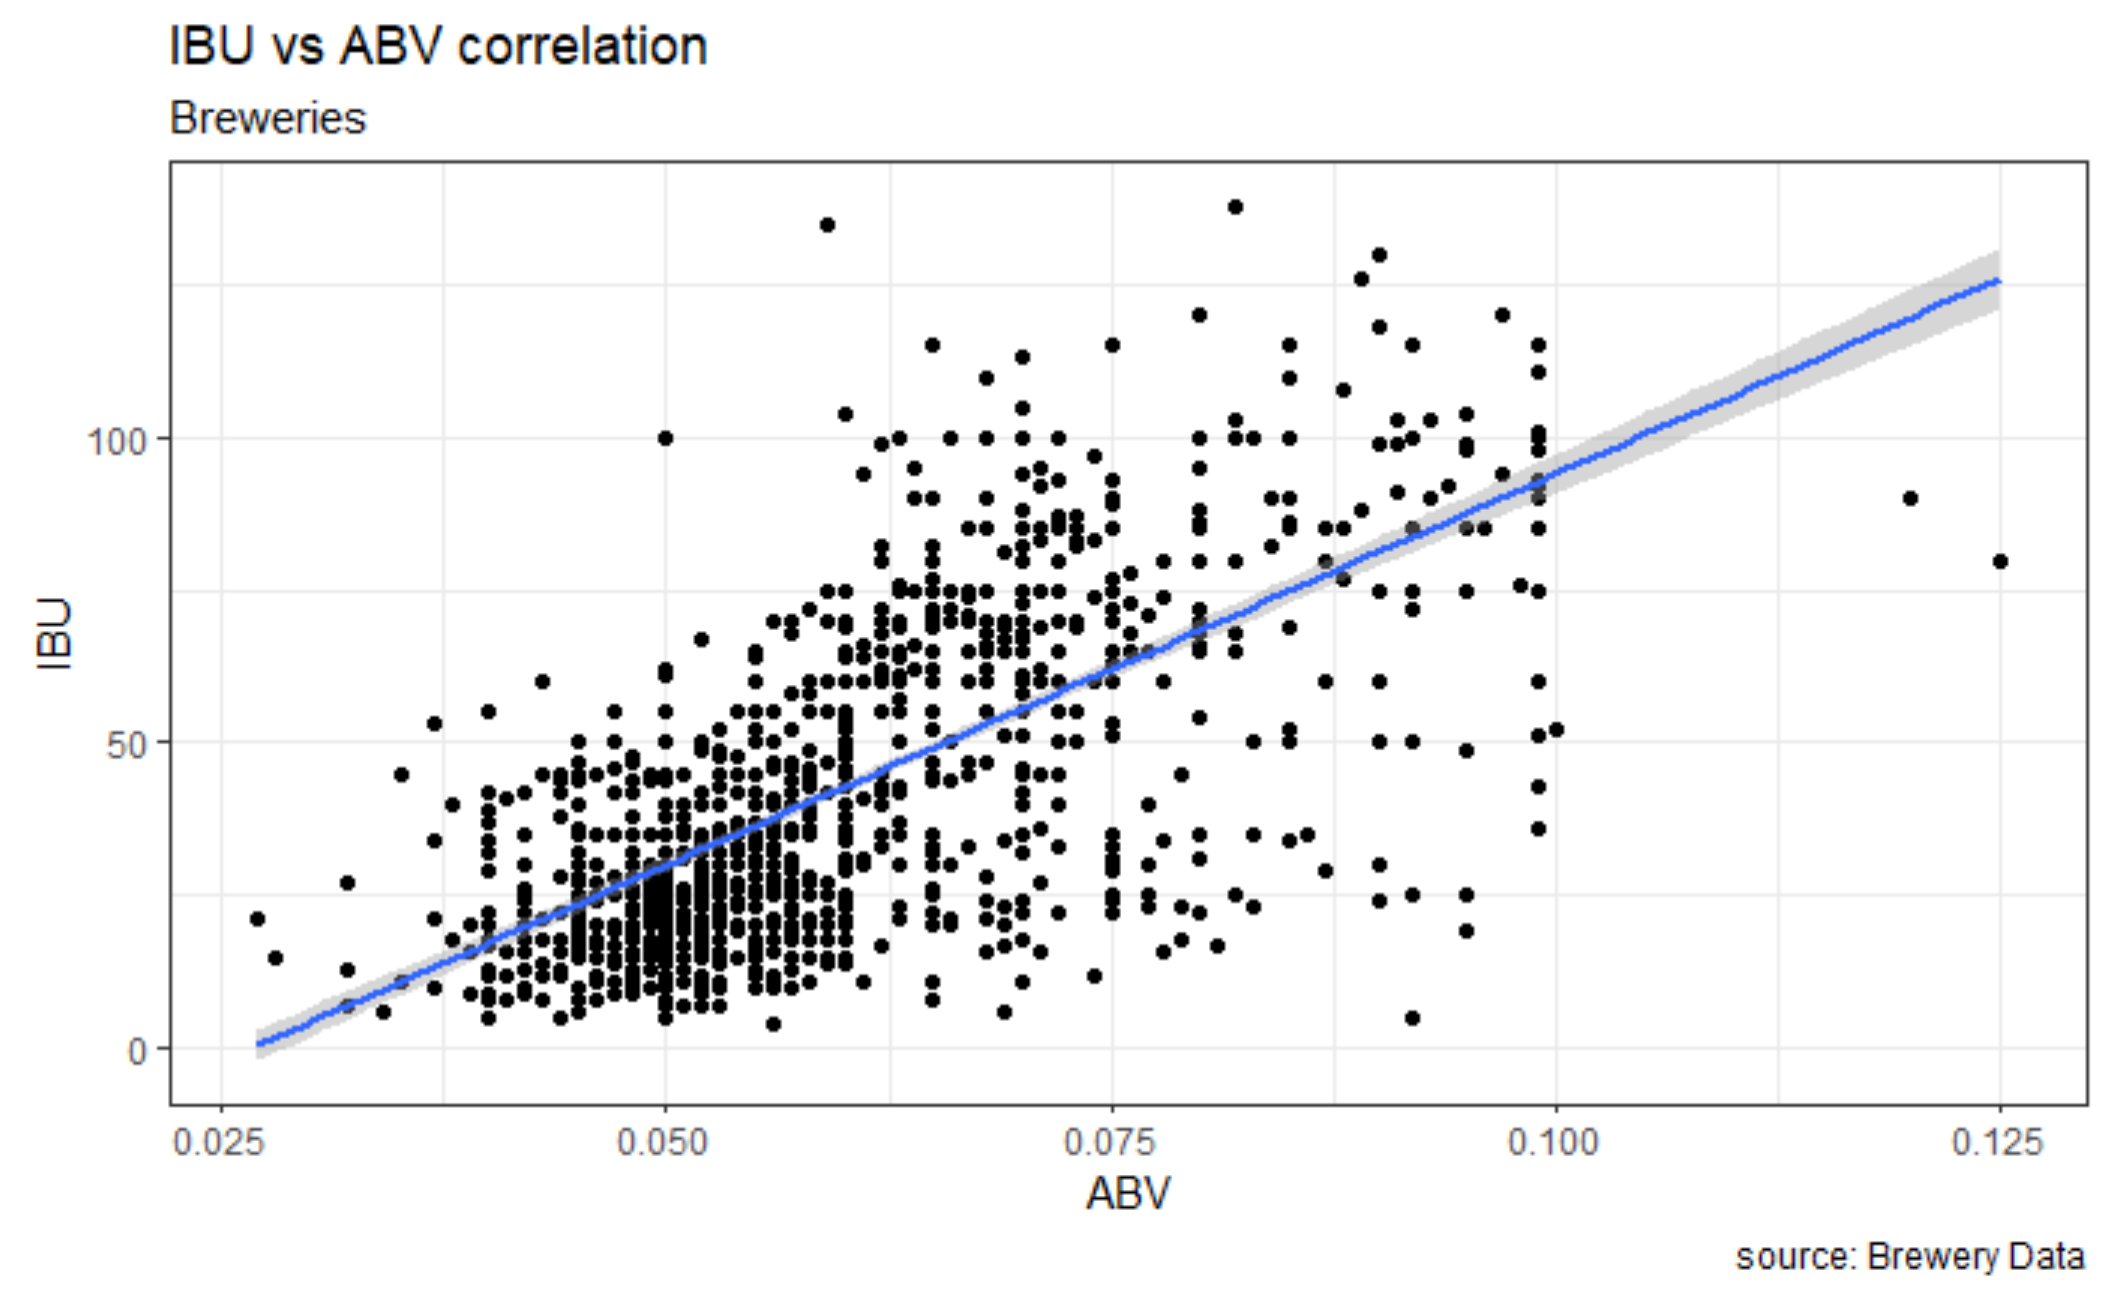 IBU vs ABV correlation
Breweries
IBU
100
50
0
0.025 0.050 0.075 0.100 0.125
ABV
source: Brewery Data